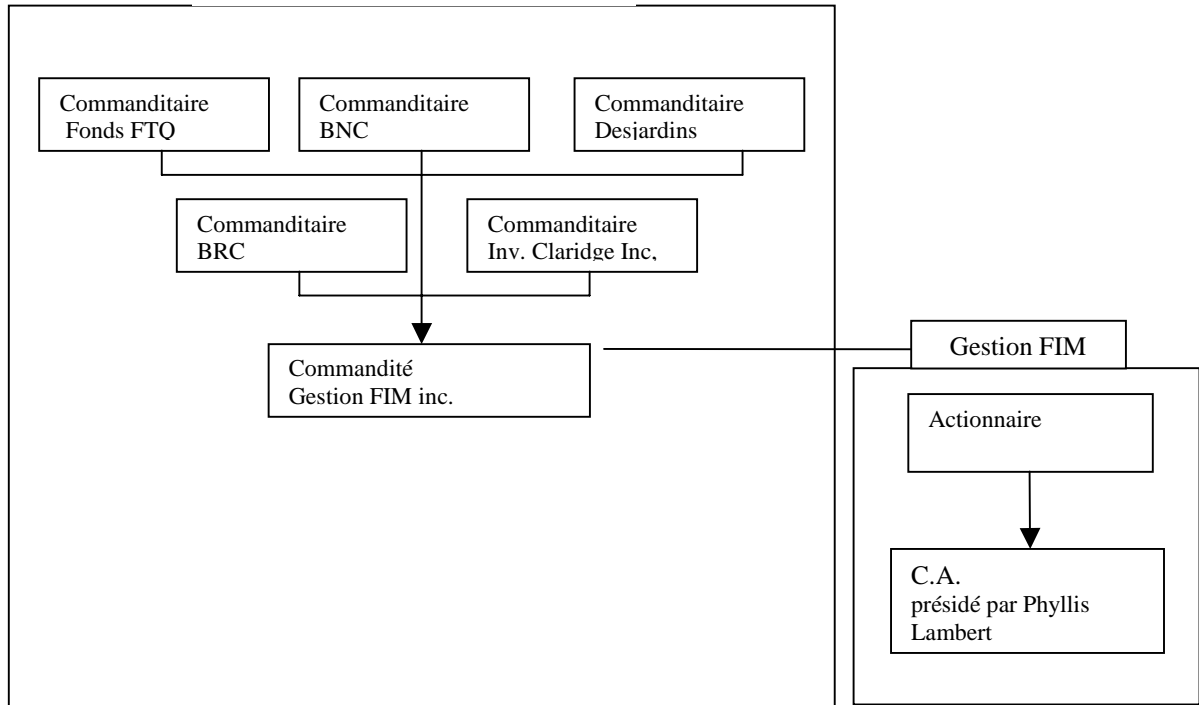 Commanditaire
Fonds FTQ
Commanditaire
BNC
Commanditaire
Desjardins
Commanditaire
BRC
Commanditaire
Inv. Claridge Inc,
Commandité
Gestion FIM inc.
Gestion FIM
Actionnaire
C.A.
présidé par Phyllis
Lambert